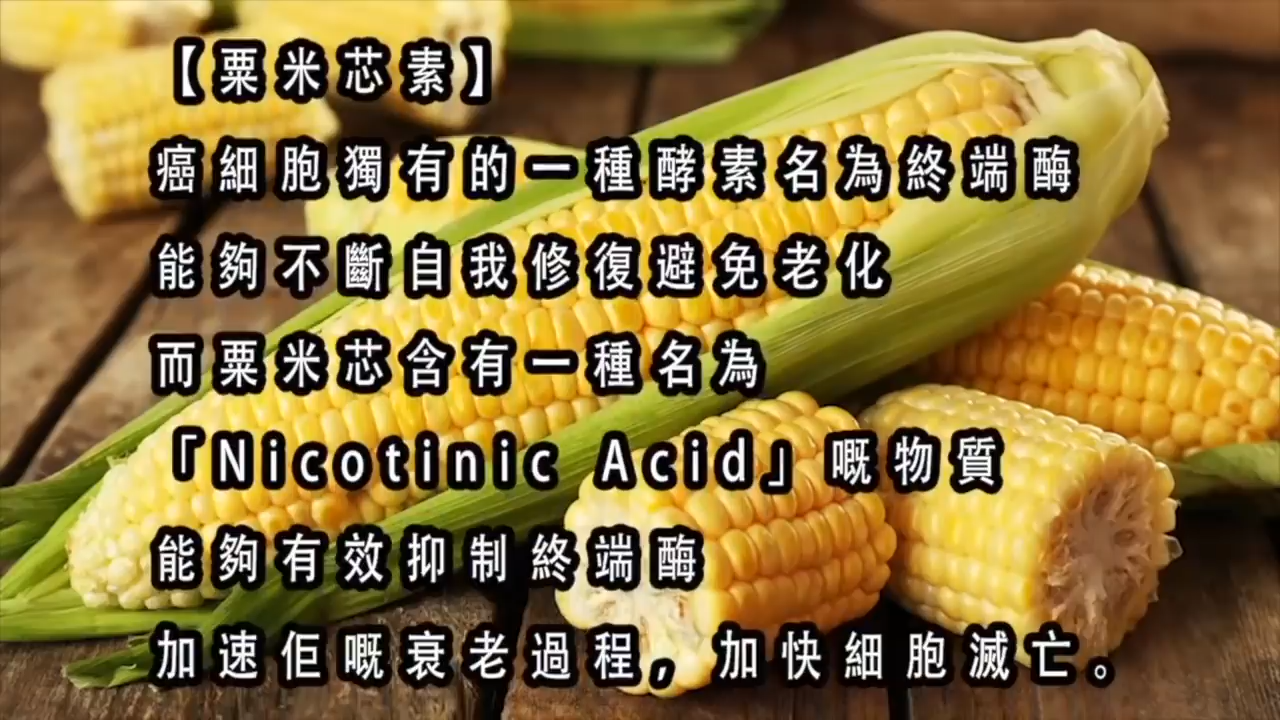 【粟米芯素】
癌細胞獨有的一種酵素名為終端酶
能夠不斷自我修復避免老化
而粟米芯含有一種名為
「Nicotinic Acid」嘅物質
能夠有效抑制終端酶
加速佢嘅衰老過程，加快細胞滅亡。